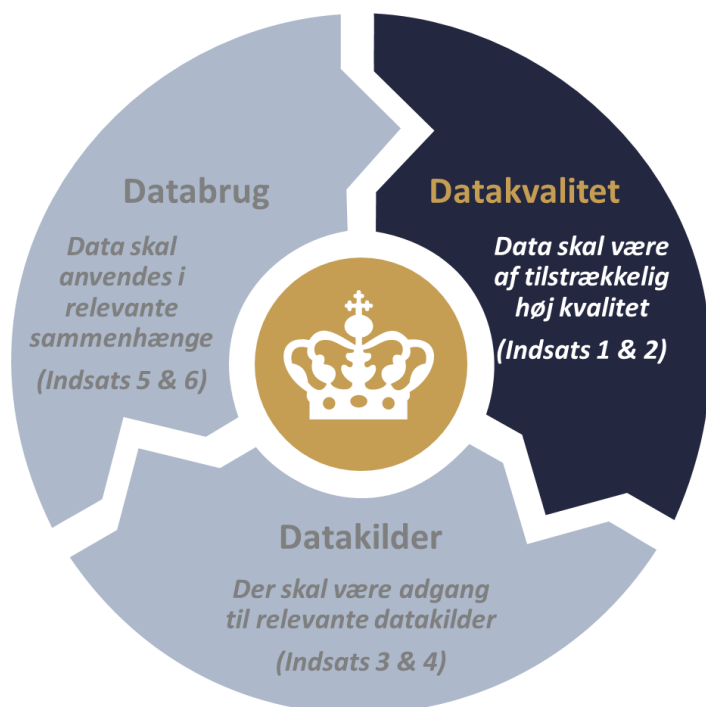 Databrug
Data skal
anvendes i
relevante
sammenhænge
(Indsats 5 & 6)
Datakvalitet
Data skal være
af tilstrækkelig
høj kvalitet
(Indsats 1 & 2)
Datakilder
Der skal være adgang
til relevante datakilder
(Indsats 3 & 4)